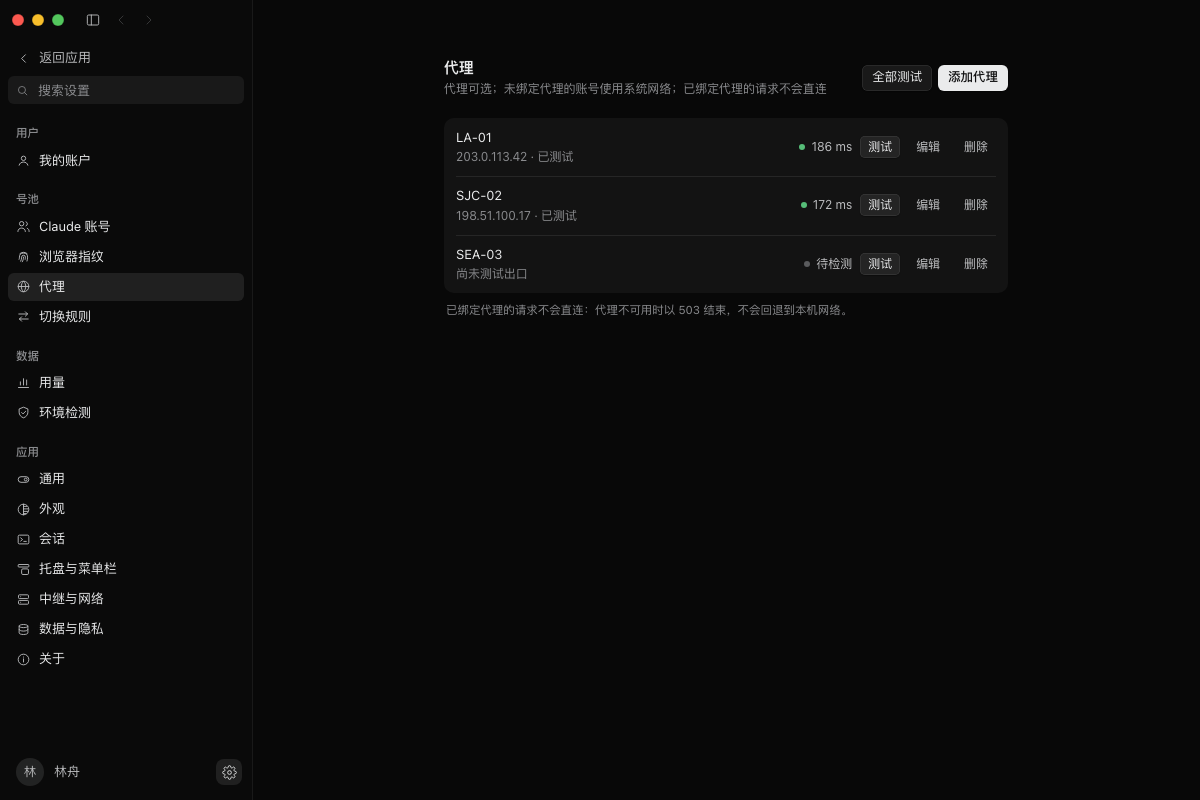 返回应用
搜索设置
用户
我的账户
号池
Claude 账号
浏览器指纹
代理
切换规则
数据
用量
环境检测
应用
通用
外观
会话
托盘与菜单栏
中继与网络
数据与隐私
关于
林 林舟
代理
代理可选；未绑定代理的账号使用系统网络；已绑定代理的请求不会直连
全部测试 添加代理
LA-01
203.0.113.42 · 已测试
186 ms 测试 编辑 删除
SJC-02
198.51.100.17 · 已测试
172 ms 测试 编辑 删除
SEA-03
尚未测试出口
待检测 测试 编辑 删除
已绑定代理的请求不会直连：代理不可用时以 503 结束，不会回退到本机网络。